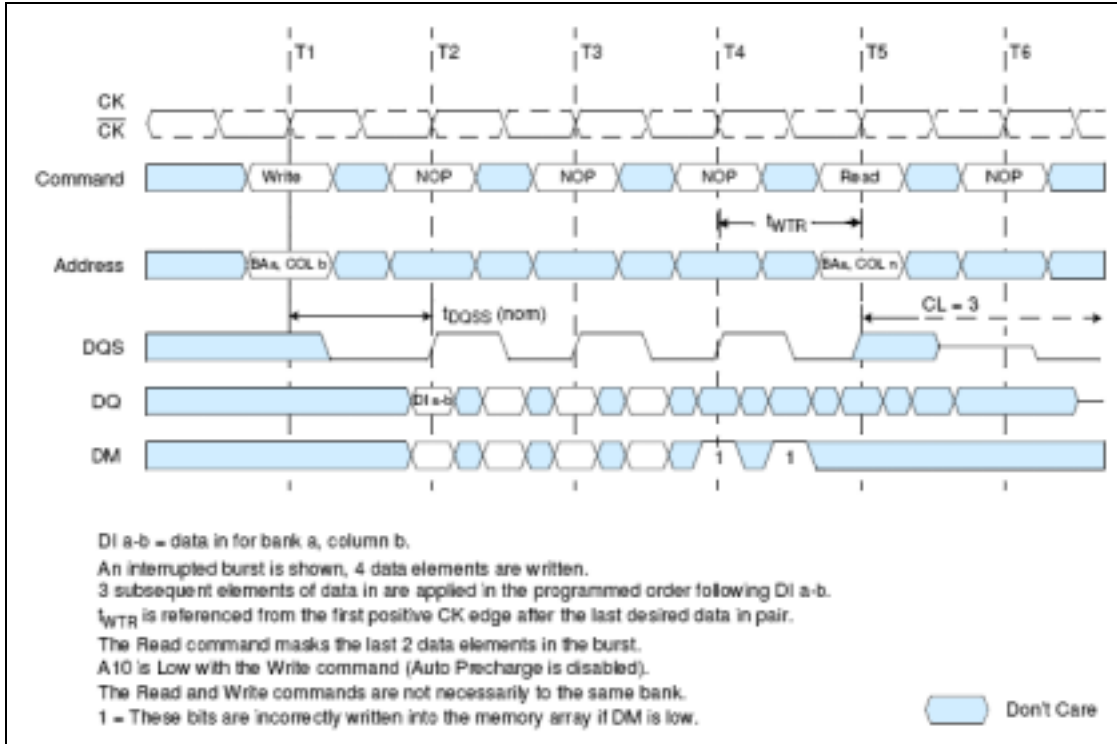 T1 T2 T3 T4 T5 T6
CK
CK
Command Write NOP NOP NOP Read NOP
tWTR
Address BAa, COL b BAa, COL n
tDQSS (nom) CL = 3
DQS
DQ DI a-b
DM 1 1
DI a-b = data in for bank a, column b.
An interrupted burst is shown, 4 data elements are written.
3 subsequent elements of data in are applied in the programmed order following DI a-b.
tWTR is referenced from the first positive CK edge after the last desired data in pair.
The Read command masks the last 2 data elements in the burst.
A10 is Low with the Write command (Auto Precharge is disabled).
The Read and Write commands are not necessarily to the same bank.
1 = These bits are incorrectly written into the memory array if DM is low.
Don't Care